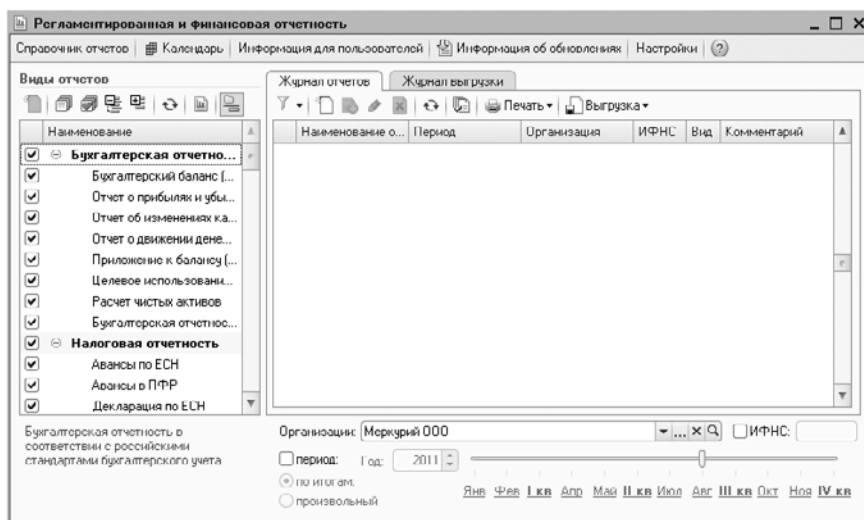 Регламентированная и финансовая отчетность
Справочник отчетов Календарь Информация для пользователей Информация об обновлениях Настройки ?
Виды отчетов
Наименование
Бухгалтерская отчетно...
Бухгалтерский баланс (...
Отчет о прибылях и убы...
Отчет об изменениях ка...
Отчет о движении дене...
Приложение к балансу (...
Целевое использовани...
Расчет чистых активов
Бухгалтерская отчетнос...
Налоговая отчетность
Авансы по ЕСН
Авансы в ПФР
Декларация по ЕСН
Бухгалтерская отчетность в
соответствии с российскими
стандартами бухгалтерского учета
Журнал отчетов Журнал выгрузки
Печать Выгрузка
Наименование о... Период Организация ИФНС Вид Комментарий
Организации: Меркурий ООО ... ИФНС:
период: Год: 2011
по итогам:
произвольный
Янв Фев I кв Апр Май II кв Июл Авг III кв Окт Ноя IV кв